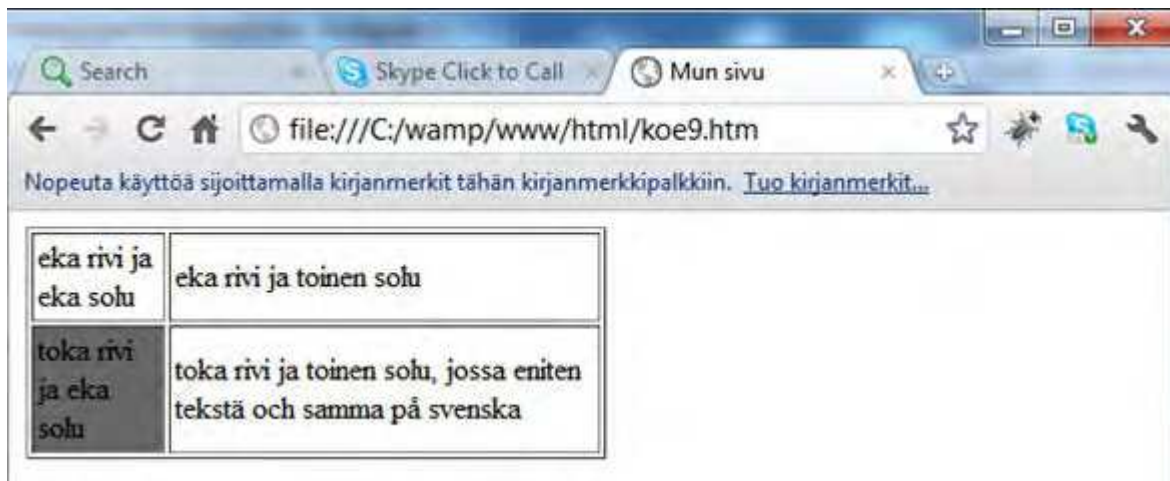 Search
Skype Click to Call
Mun sivu
file:///C:/wamp/www/html/koe9.htm
Nopeuta käyttöä sijoittamalla kirjanmerkit tähän kirjanmerkkipalkkiin. Tuo kirjanmerkit...
eka rivi ja
eka solu
eka rivi ja toinen solu
toka rivi
ja eka
solu
toka rivi ja toinen solu, jossa eniten
tekstä och samma på svenska